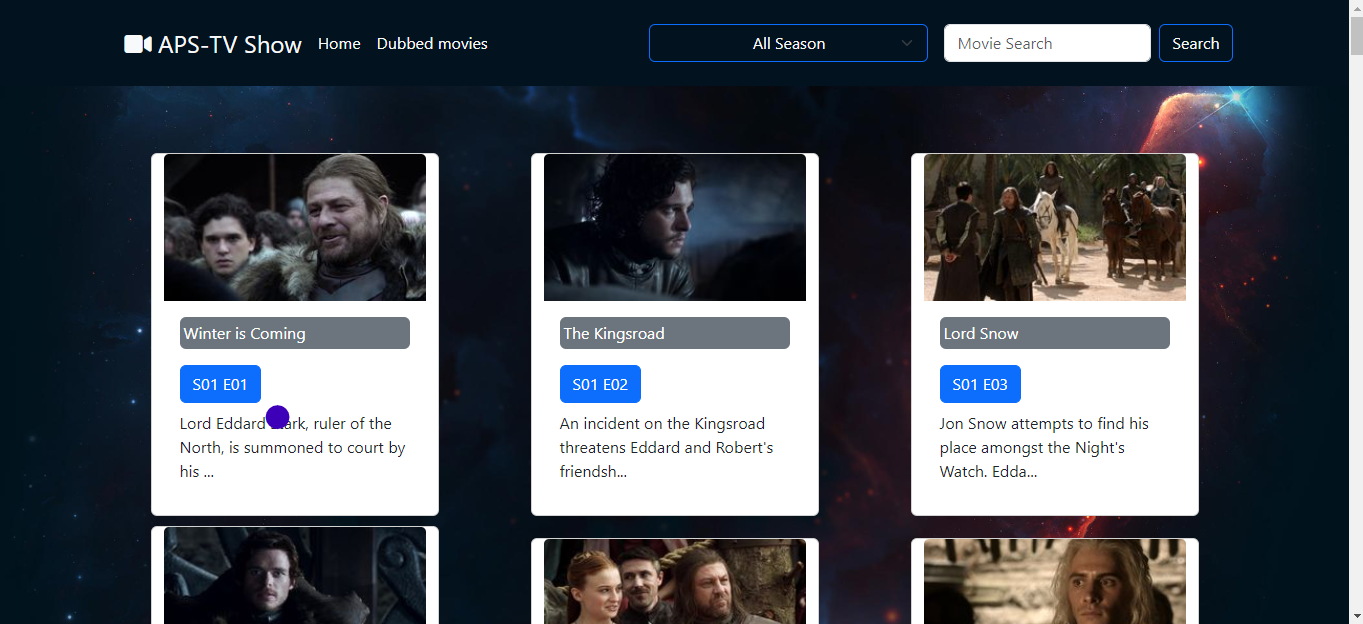 APS-TV Show Home Dubbed movies All Season Movie Search Search
Winter is Coming
S01 E01
Lord Eddard ark, ruler of the
North, is summoned to court by
his ...
The Kingsroad
S01 E02
An incident on the Kingsroad
threatens Eddard and Robert's
friendsh...
Lord Snow
S01 E03
Jon Snow attempts to find his
place amongst the Night's
Watch. Edda...